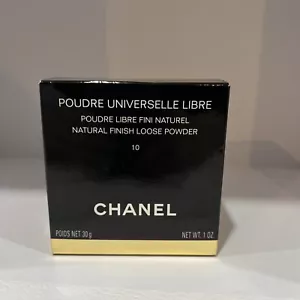 POUDRE UNIVERSELLE LIBRE
POUDRE LIBRE FINI NATUREL
NATURAL FINISH LOOSE POWDER
10
CHANEL
POIDS NET 30 g NET WT. 1 OZ.